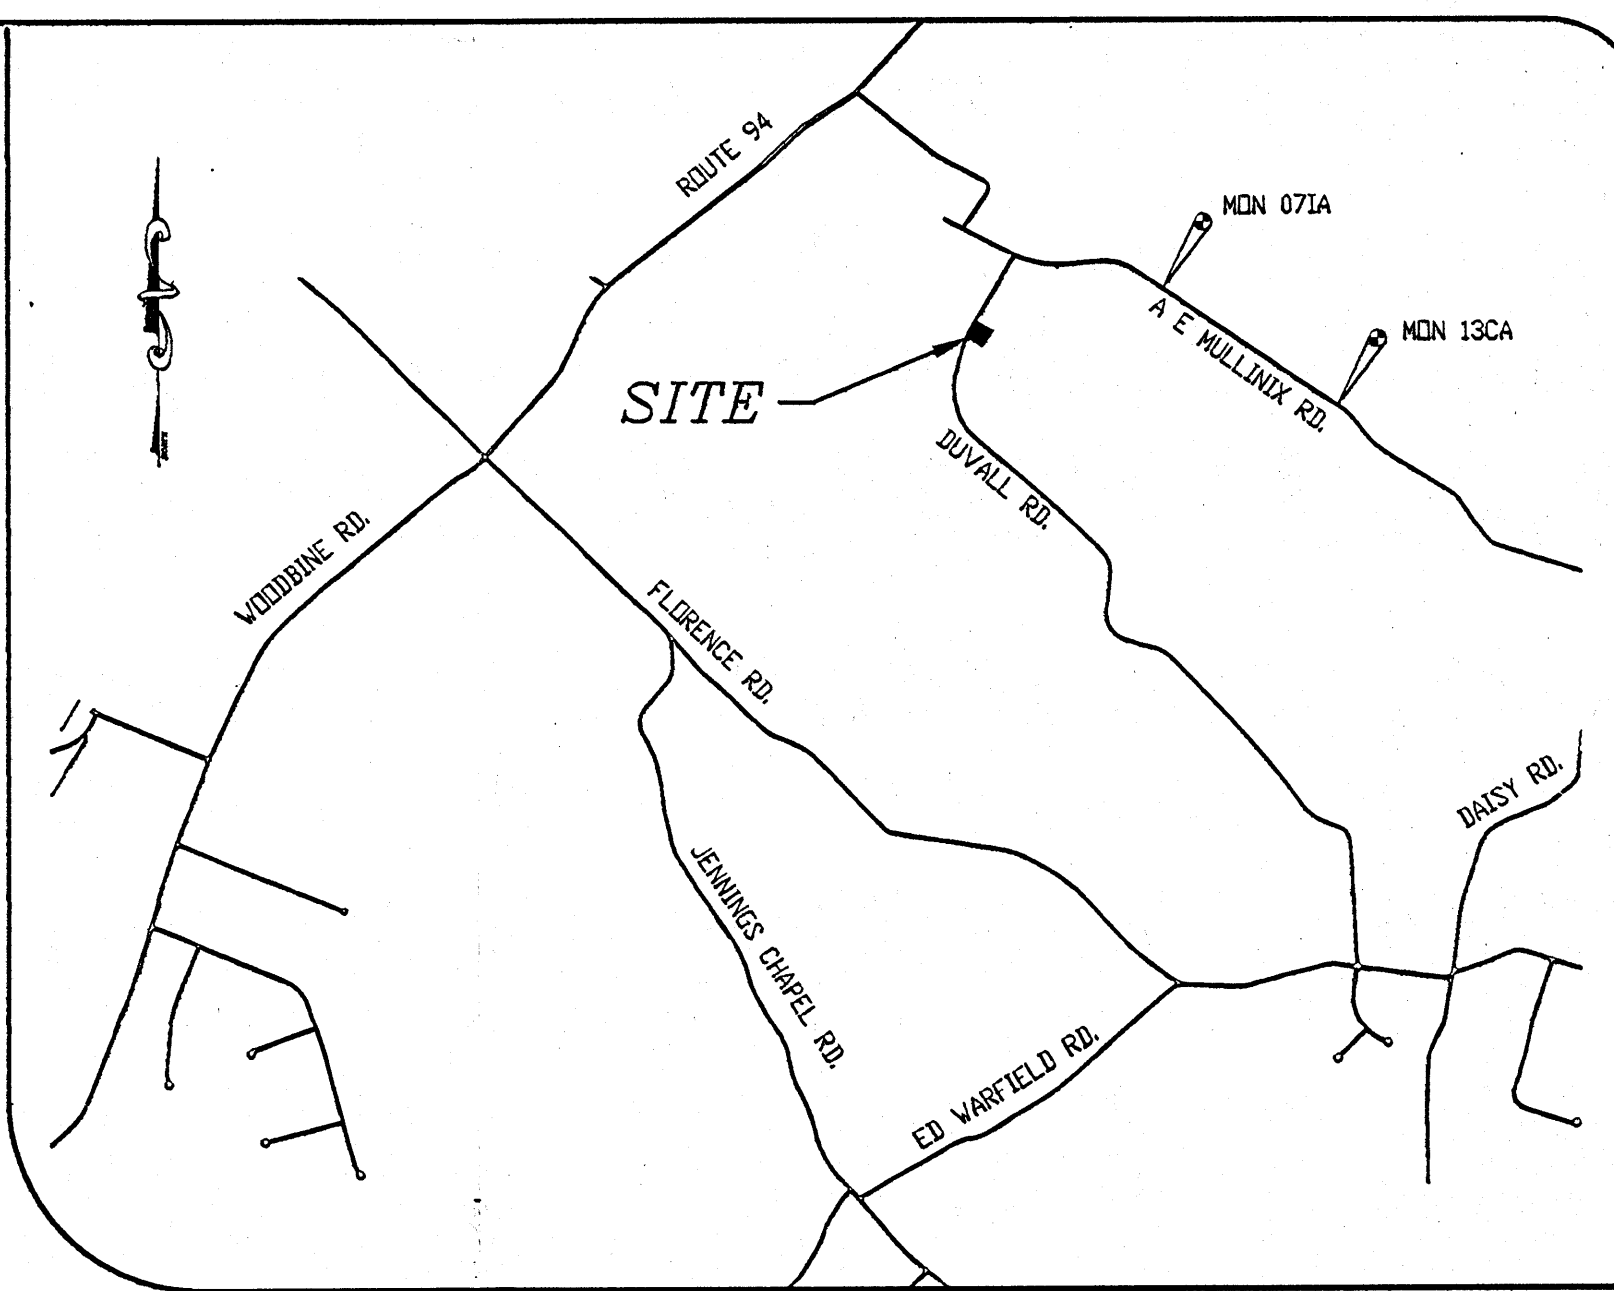 ROUTE 94
MON 07IA
MON 13CA
A E MULLINIX RD.
SITE
DUVALL RD.
WOODBINE RD.
FLORENCE RD.
DAISY RD.
JENNINGS CHAPEL RD.
ED WARFIELD RD.